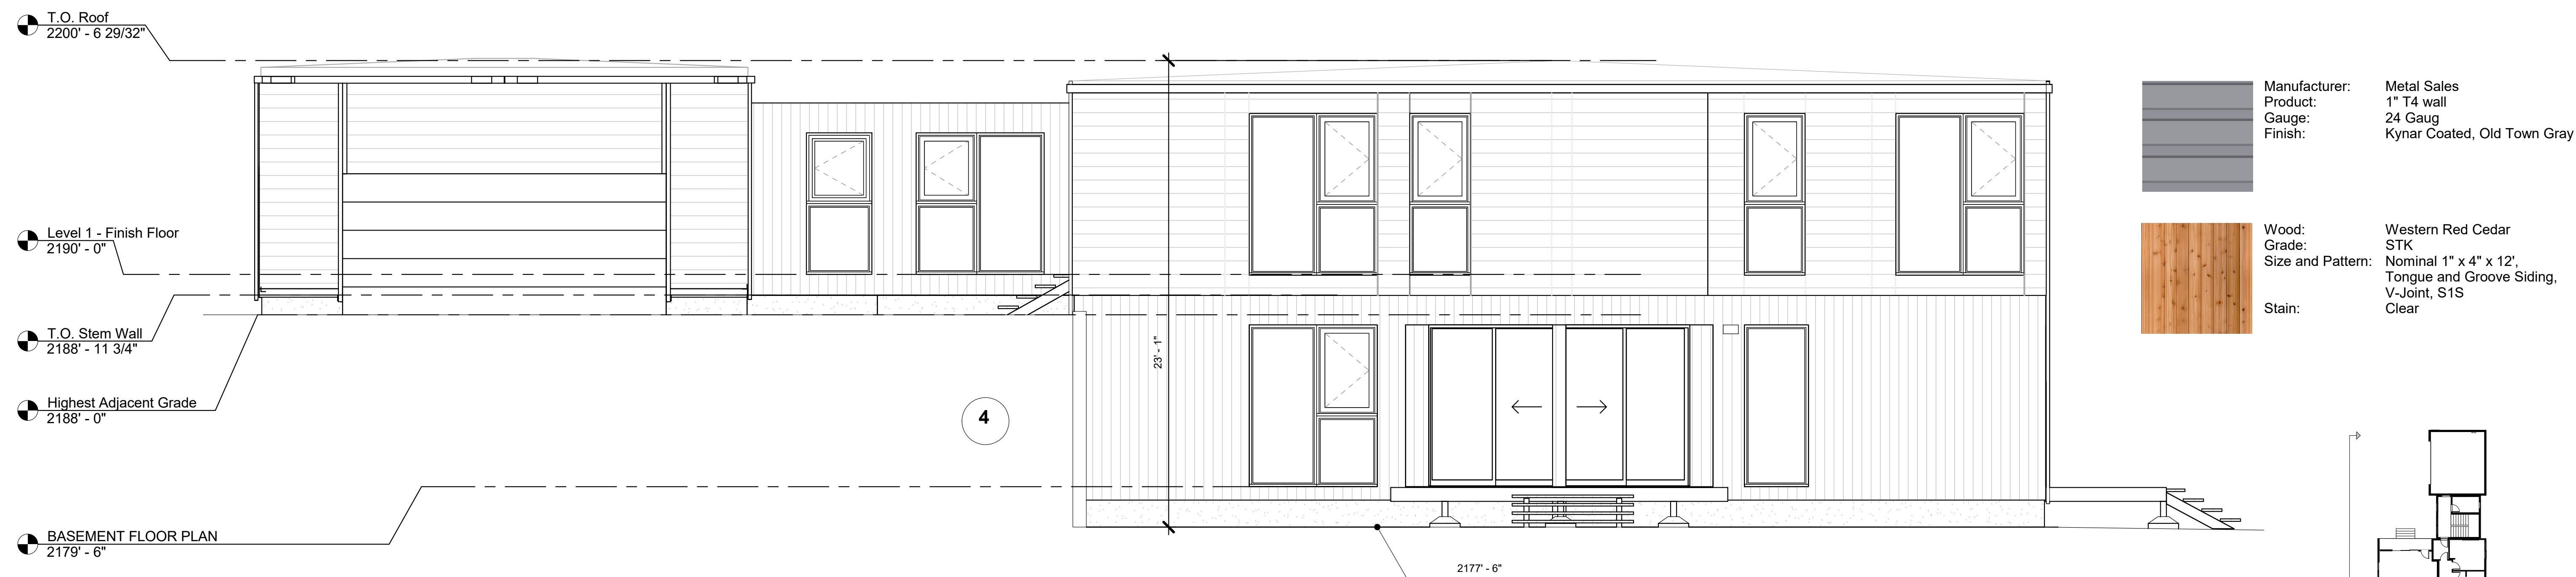 T.O. Roof
2200' - 6 29/32"
Level 1 - Finish Floor
2190' - 0"
T.O. Stem Wall
2188' - 11 3/4"
Highest Adjacent Grade
2188' - 0"
BASEMENT FLOOR PLAN
2179' - 6"
4
23' - 1"
2177' - 6"
Manufacturer: Metal Sales
Product: 1" T4 wall
Gauge: 24 Gaug
Finish: Kynar Coated, Old Town Gray
Wood: Western Red Cedar
Grade: STK
Size and Pattern: Nominal 1" x 4" x 12',
Tongue and Groove Siding,
V-Joint, S1S
Stain: Clear